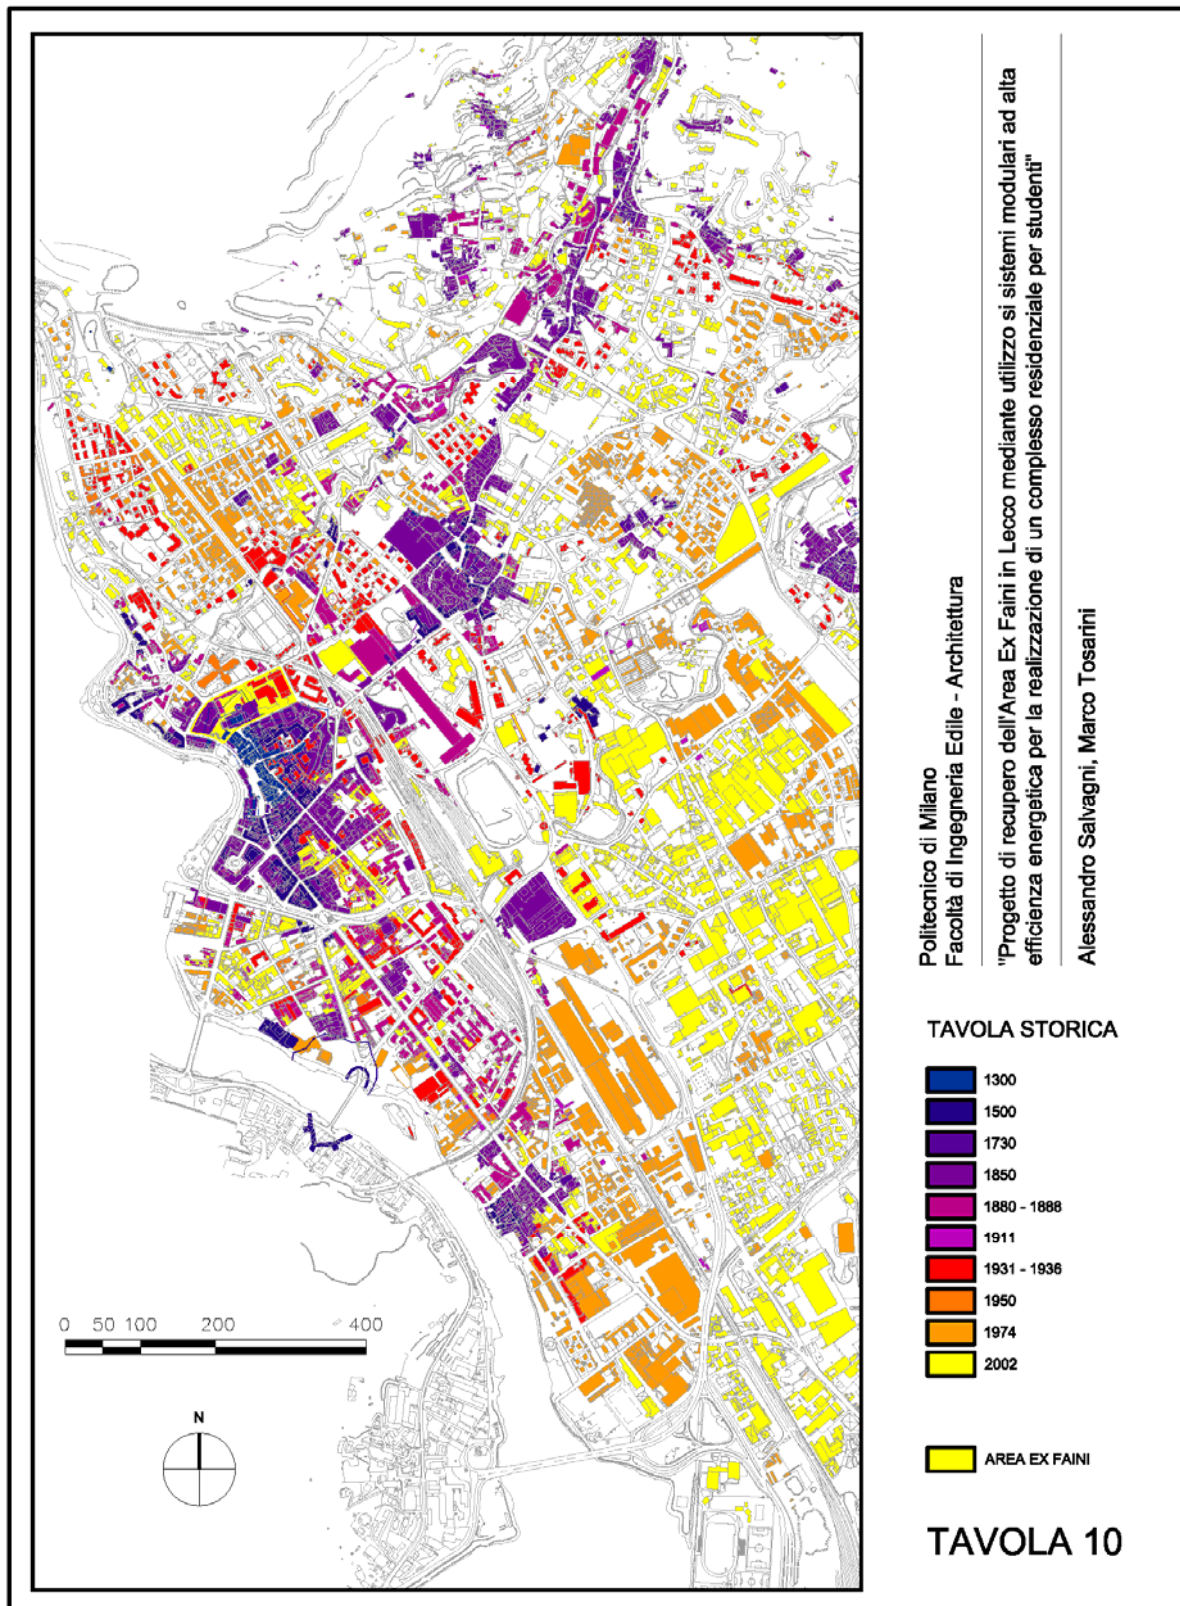 Politecnico di Milano
Facoltà di Ingegneria Edile - Architettura
"Progetto di recupero dell'Area Ex Faini in Lecco mediante utilizzo si sistemi modulari ad alta
efficienza energetica per la realizzazione di un complesso residenziale per studenti"
Alessandro Salvagni, Marco Tosarini
TAVOLA STORICA
1300
1500
1730
1850
1880 - 1888
1911
1931 - 1936
1950
1974
2002
AREA EX FAINI
TAVOLA 10
0 50 100 200 400
N